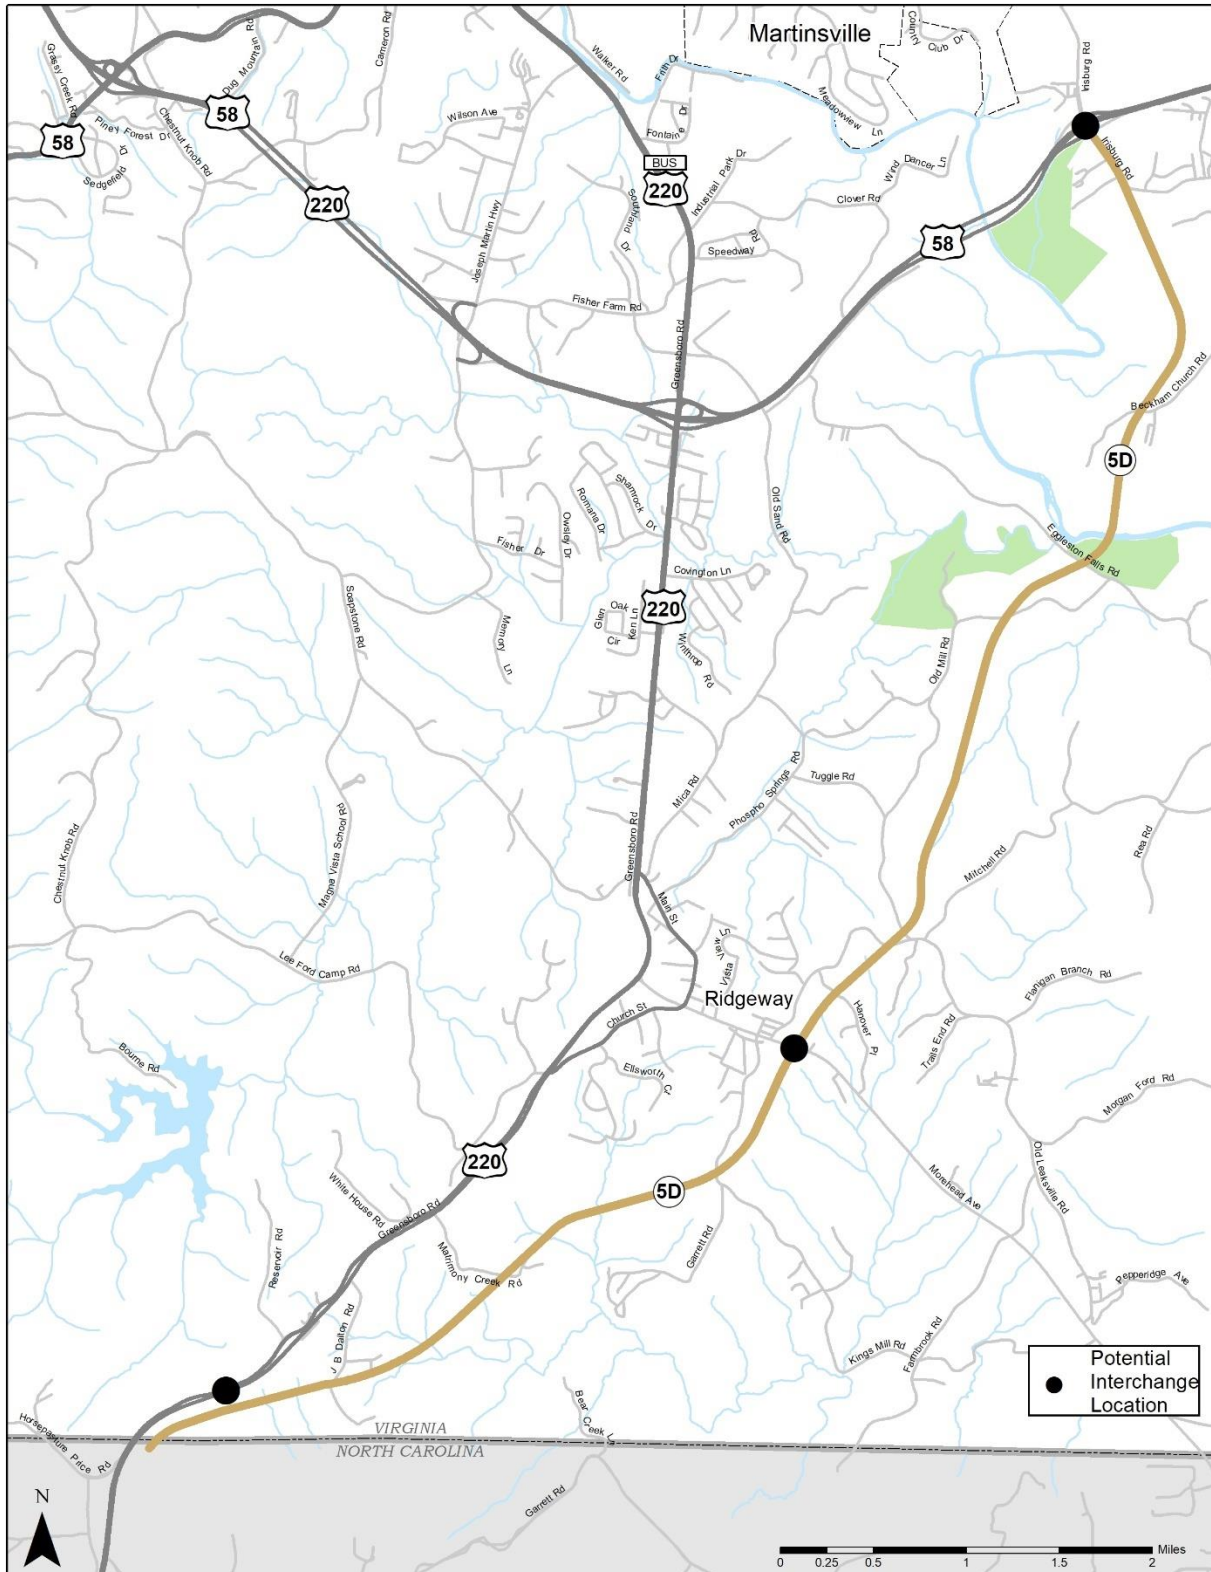 Martinsville
Country
Club Dr
Irisburg Rd
Grassy Creek Rd
Dug Mountain Rd
Cameron Rd
Walker Rd
Frith Dr
58
58
Piney Forest Dr
Chestnut Knob Rd
Sedgefield
Dr
Wilson Ave
Fontaine Dr
Meadowview Ln
Irisburg Rd
BUS
220
Industrial Park Dr
Wind Dancer Ln
Clover Rd
220
Joseph Martin Hwy
Southland
Dr
Speedway
Rd
58
Fisher Farm Rd
Greensboro Rd
Beckham Church Rd
5D
Shamrock
Dr
Romana Dr
Owsley Dr
Old Sand Rd
Fisher Dr
Eggleston Falls Rd
Covington Ln
Soapstone Rd
Memory
Ln
Glen
Oak
Cir
Ken Ln
220
Wynthrop
Rd
Old Mill Rd
Phospho Springs Rd
Tuggle Rd
Mica Rd
Magna Vista School Rd
Chestnut Knob Rd
Greensboro Rd
Mitchell Rd
Rea Rd
Main St
Lee Ford Camp Rd
Vista
View
Ln
Ridgeway
Flanigan Branch Rd
Church St
Hanover
Pl
Trails End Rd
Bourne Rd
Ellsworth
Ct
Morgan Ford Rd
220
5D
White House Rd
Greensboro Rd
Morehead Ave
Old Leaksville Rd
Reservoir Rd
Matrimony Creek Rd
Garrett Rd
Pepperidge Ave
J B Dalton Rd
Kings Mill Rd
Farmbrook Rd
Potential
Interchange
Location
Horsepasture
Price Rd
Bear Creek Ln
VIRGINIA
NORTH CAROLINA
N
Garrett Rd
Miles
0 0.25 0.5 1 1.5 2